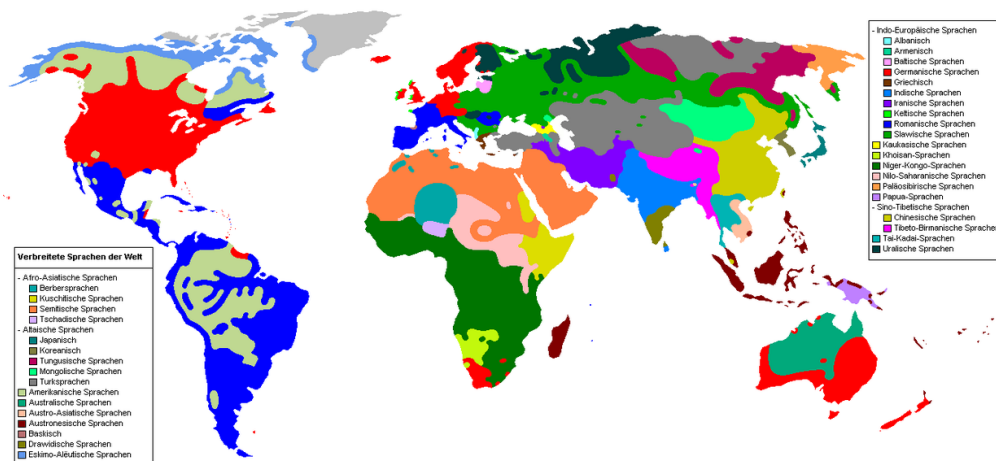 Verbreitete Sprachen der Welt
- Afro-Asiatische Sprachen
Berbersprachen
Kuschitische Sprachen
Semitische Sprachen
Tschadische Sprachen
- Altaische Sprachen
Japanisch
Koreanisch
Tungusische Sprachen
Mongolische Sprachen
Turksprachen
Amerikanische Sprachen
Australische Sprachen
Austro-Asiatische Sprachen
Austronesische Sprachen
Baskisch
Drawidische Sprachen
Eskimo-Alëutische Sprachen
- Indo-Europäische Sprachen
Albanisch
Armenisch
Baltische Sprachen
Germanische Sprachen
Griechisch
Indische Sprachen
Iranische Sprachen
Keltische Sprachen
Romanische Sprachen
Slawische Sprachen
Kaukasische Sprachen
Khoisan-Sprachen
Niger-Kongo-Sprachen
Nilo-Saharanische Sprachen
Paläosibirische Sprachen
Papua-Sprachen
- Sino-Tibetische Sprachen
Chinesische Sprachen
Tibeto-Birmanische Sprachen
Tai-Kadai-Sprachen
Uralische Sprachen